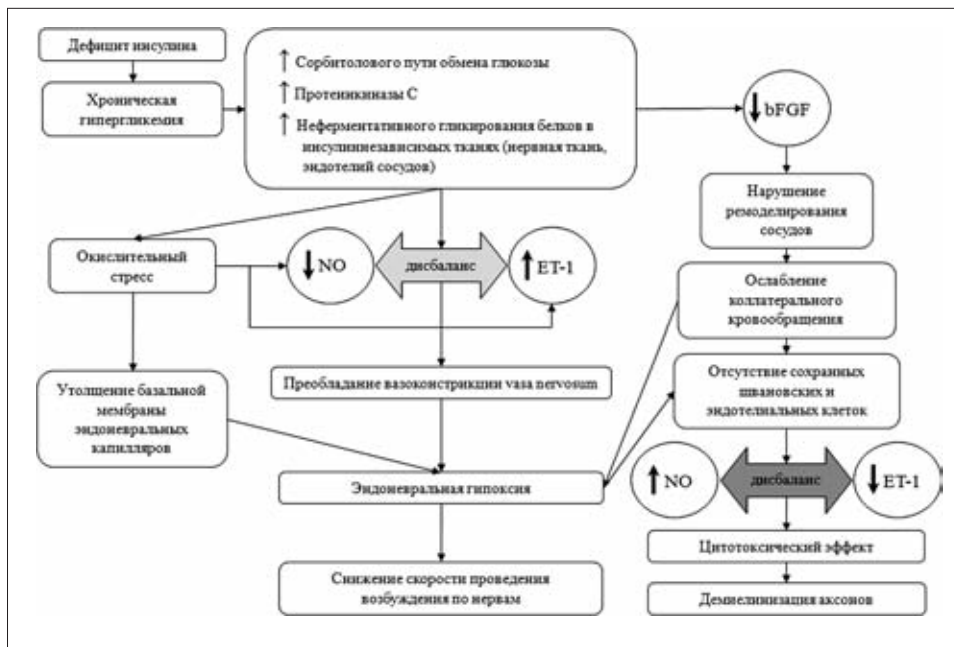 Дефицит инсулина
Хроническая
гипергликемия
↑ Сорбитолового пути обмена глюкозы
↑ Протеинкиназы С
↑ Неферментативного гликирования белков в
инсулиннезависимых тканях (нервная ткань,
эндотелий сосудов)
↓ bFGF
Нарушение
ремоделирования
сосудов
Окислительный
стресс
↓ NO
дисбаланс
↑ ET-1
Ослабление
коллатерального
кровообращения
Утолщение базальной
мембраны
эндоневральных
капилляров
Преобладание вазоконстрикции vasa nervosum
Отсутствие сохранных
швановских и
эндотелиальных клеток
Эндоневральная гипоксия
↑ NO
дисбаланс
↓ ET-1
Цитотоксический эффект
Снижение скорости проведения
возбуждения по нервам
Демиелинизация аксонов